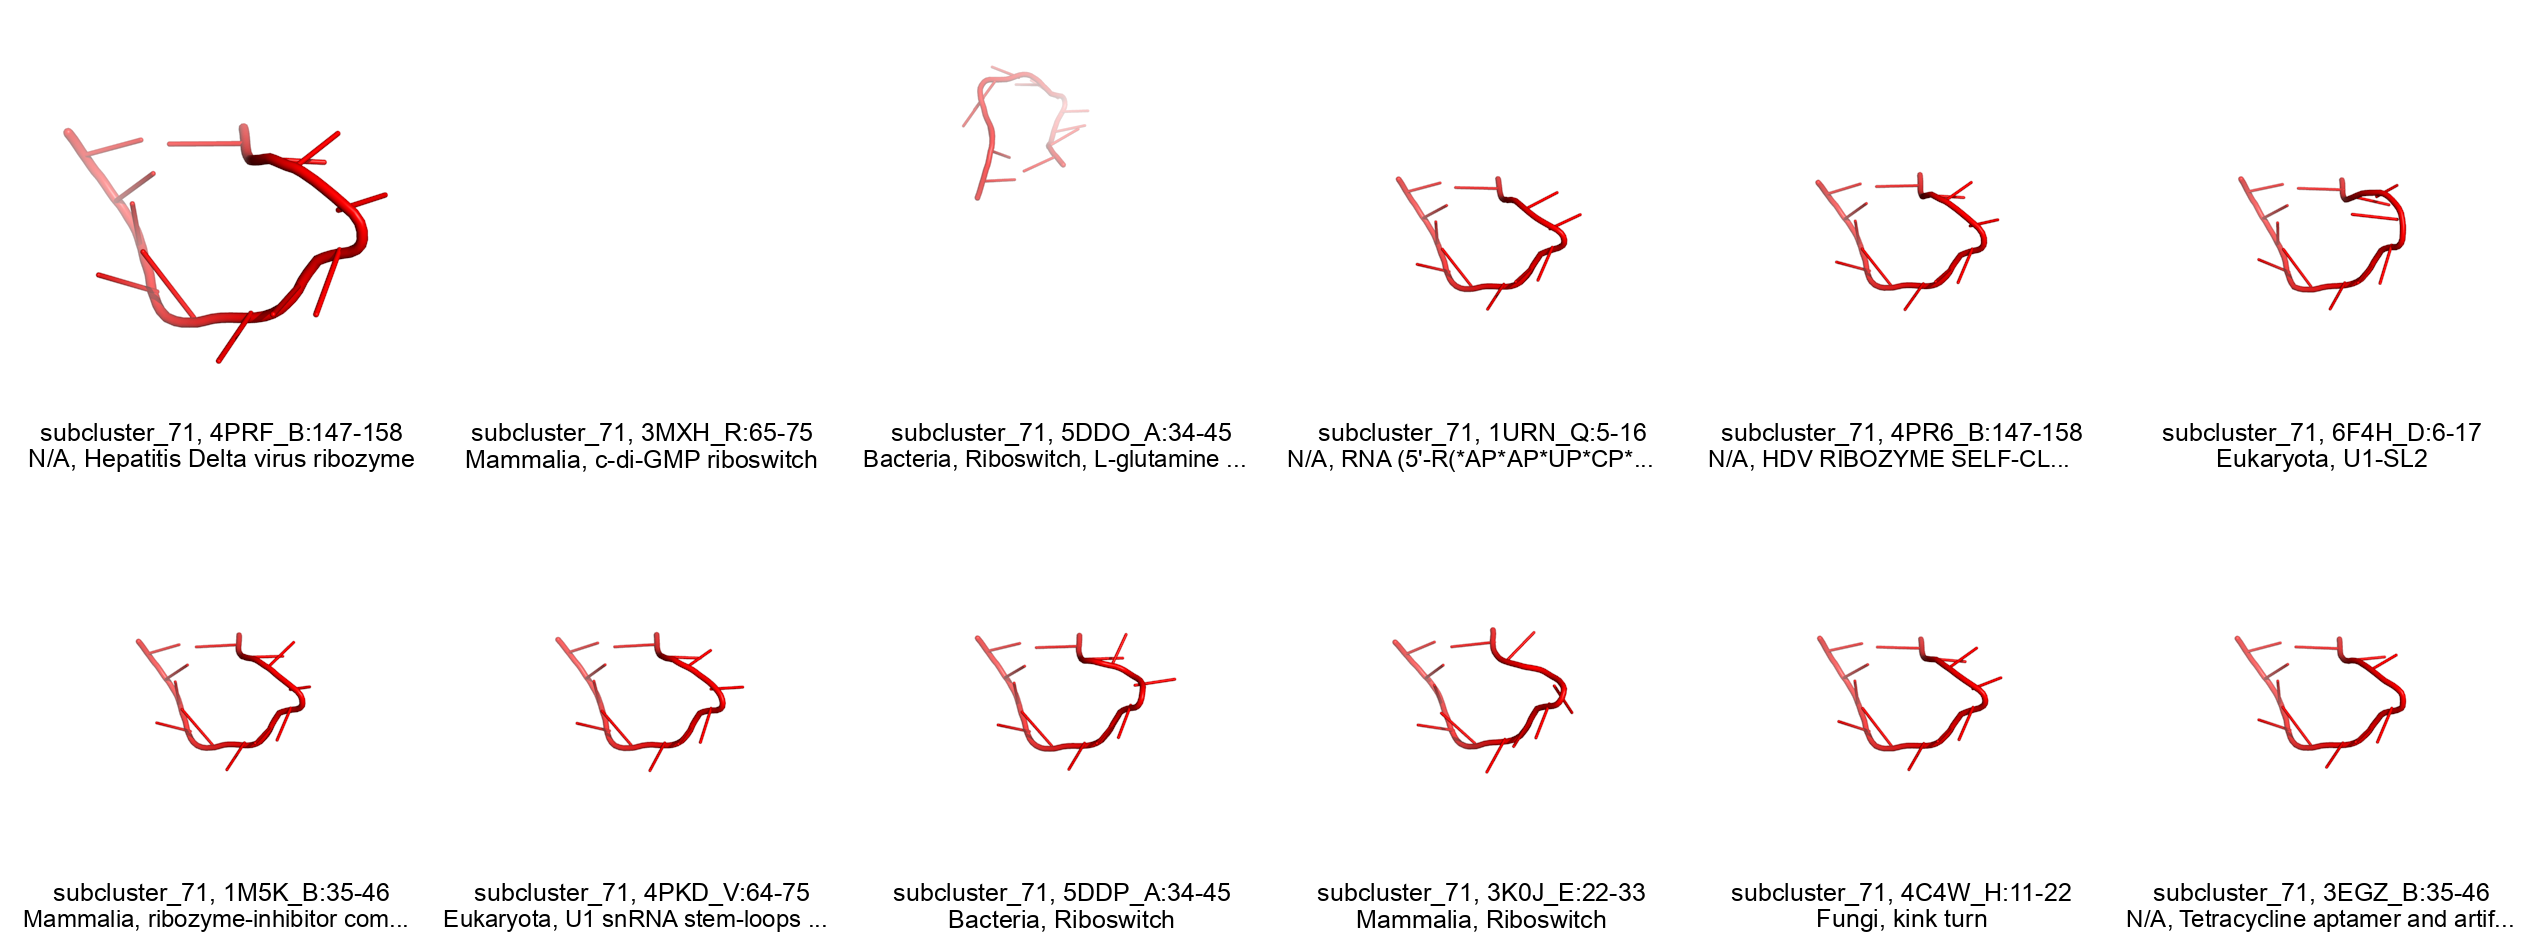 subcluster_71, 4PRF_B:147-158
N/A, Hepatitis Delta virus ribozyme
subcluster_71, 3MXH_R:65-75
Mammalia, c-di-GMP riboswitch
subcluster_71, 5DDO_A:34-45
Bacteria, Riboswitch, L-glutamine ...
subcluster_71, 1URN_Q:5-16
N/A, RNA (5'-R(*AP*AP*UP*CP*...
subcluster_71, 4PR6_B:147-158
N/A, HDV RIBOZYME SELF-CL...
subcluster_71, 6F4H_D:6-17
Eukaryota, U1-SL2
subcluster_71, 1M5K_B:35-46
Mammalia, ribozyme-inhibitor com...
subcluster_71, 4PKD_V:64-75
Eukaryota, U1 snRNA stem-loops ...
subcluster_71, 5DDP_A:34-45
Bacteria, Riboswitch
subcluster_71, 3K0J_E:22-33
Mammalia, Riboswitch
subcluster_71, 4C4W_H:11-22
Fungi, kink turn
subcluster_71, 3EGZ_B:35-46
N/A, Tetracycline aptamer and artif...